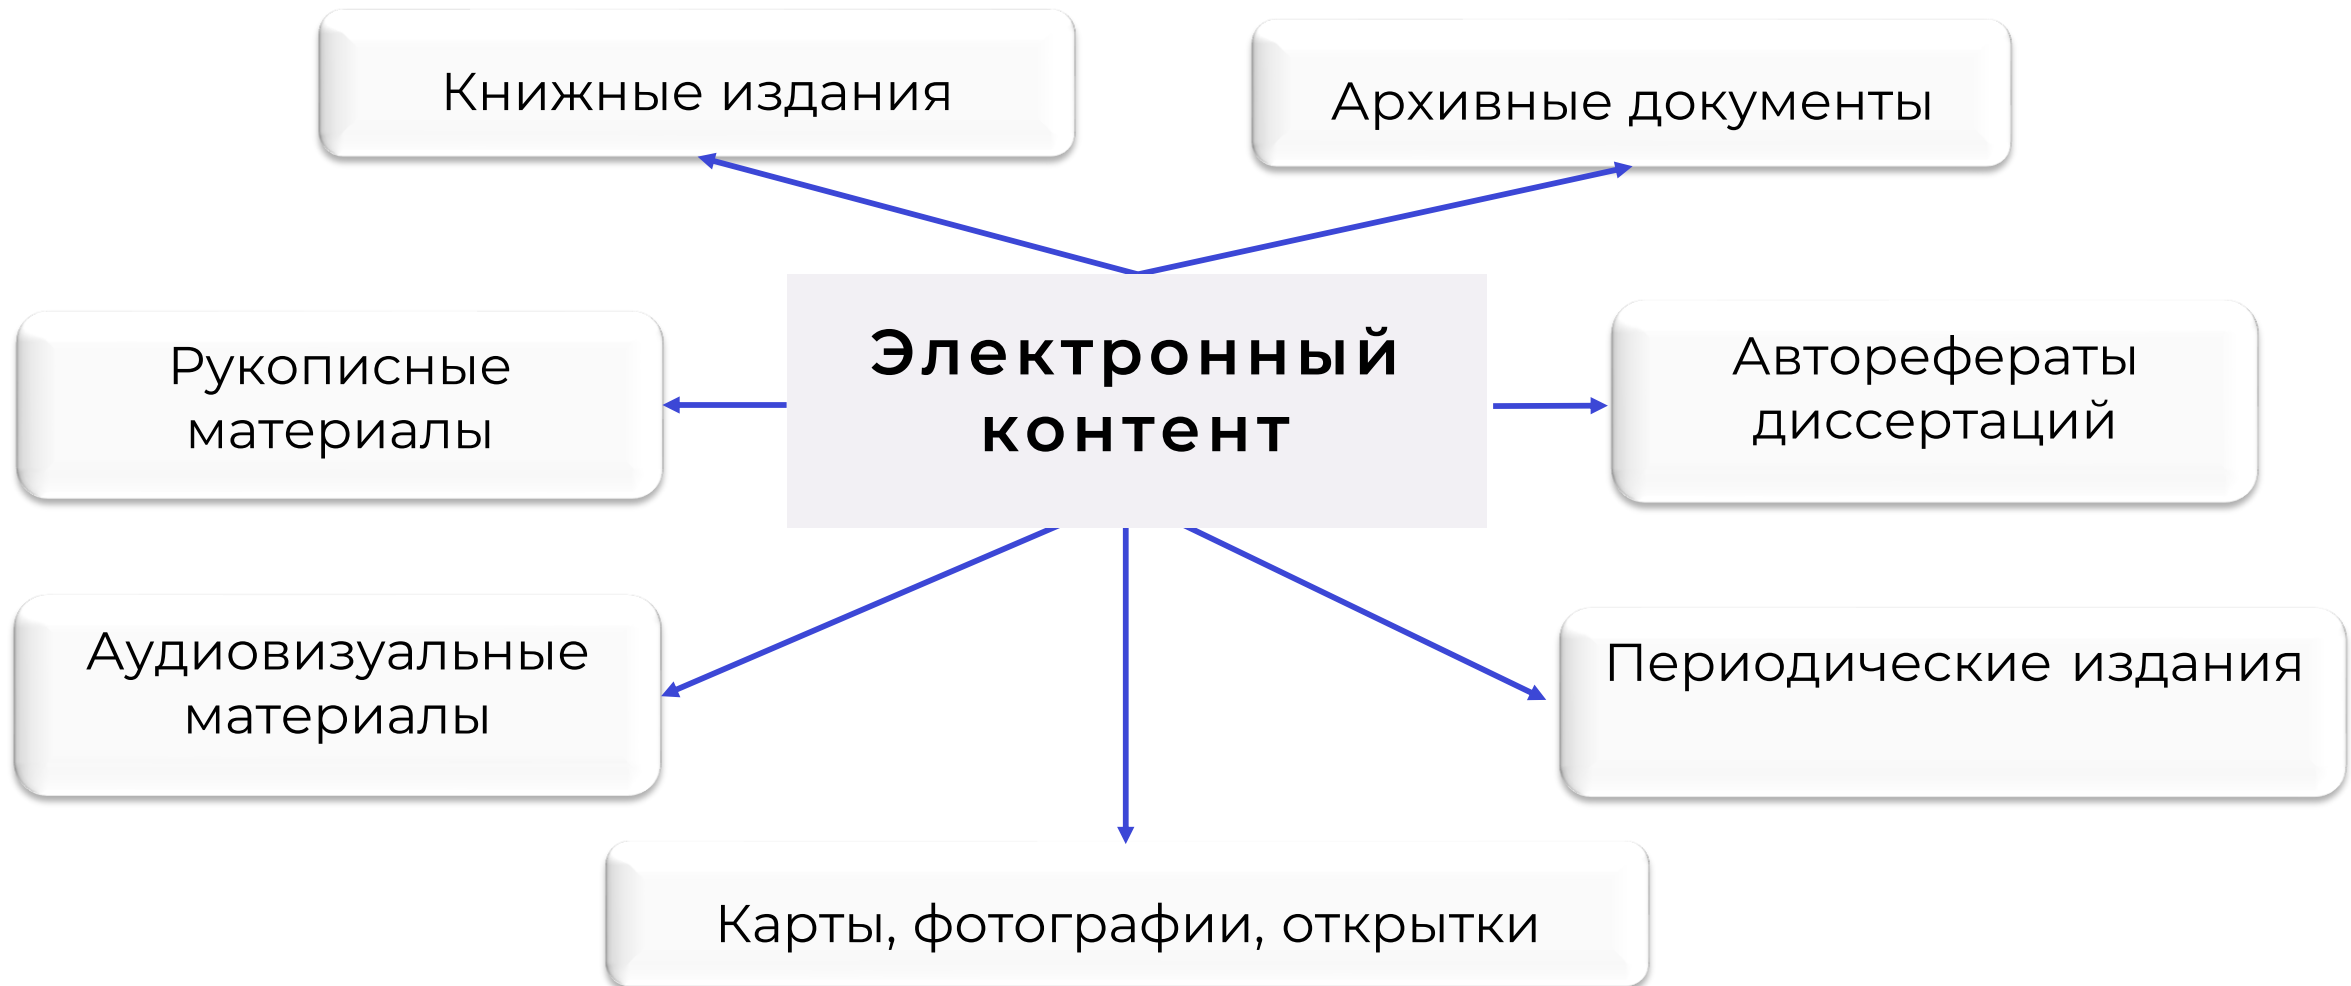 Книжные издания
Архивные документы
Электронный
контент
Рукописные
материалы
Авторефераты
диссертаций
Аудиовизуальные
материалы
Периодические издания
Карты, фотографии, открытки